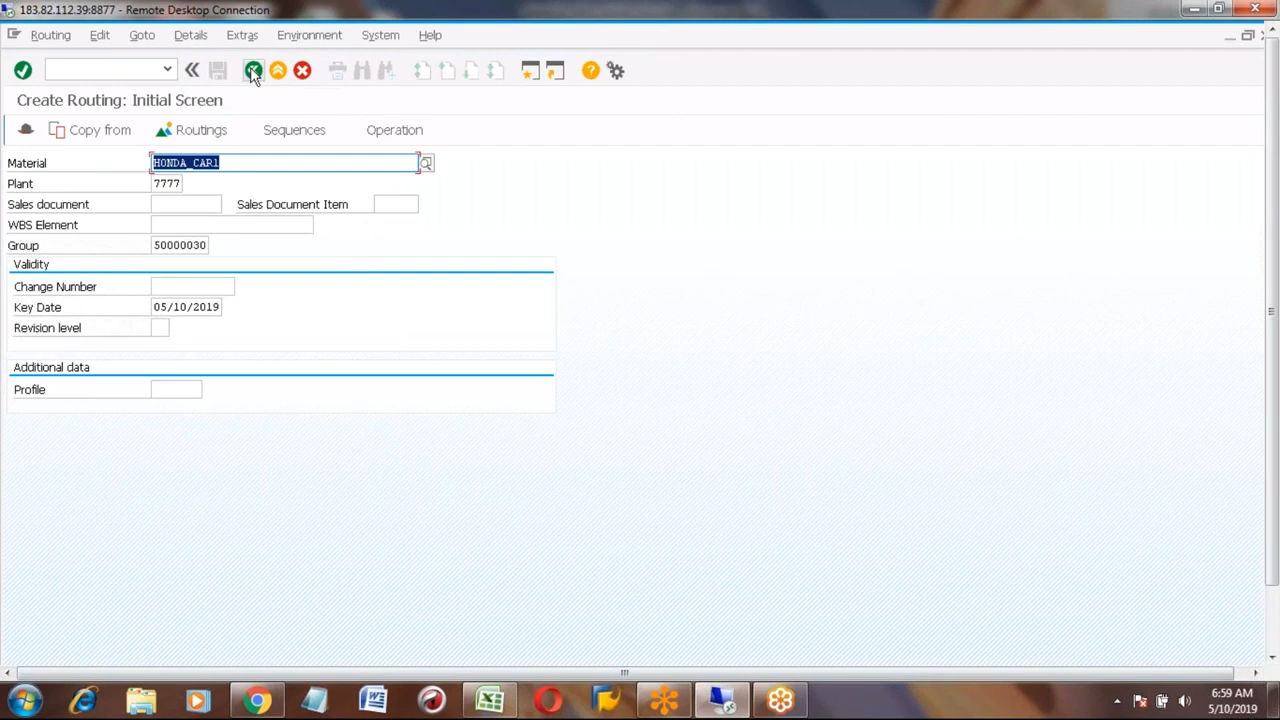 183.82.112.39:8877 - Remote Desktop Connection
Routing Edit Goto Details Extras Environment System Help
Create Routing: Initial Screen
Copy from Routings Sequences Operation
Material HONDA_CAR1
Plant 7777
Sales document Sales Document Item
WBS Element
Group 50000030
Validity
Change Number
Key Date 05/10/2019
Revision level
Additional data
Profile
6:59 AM
5/10/2019